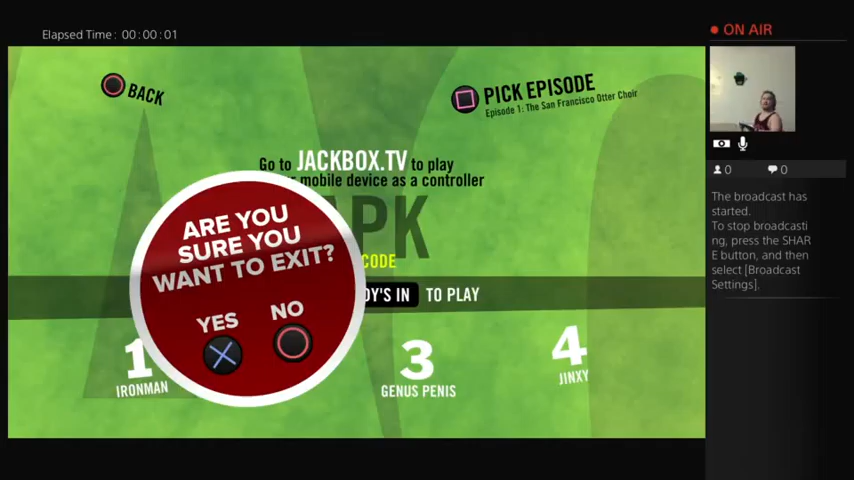 Elapsed Time : 00:00:01
ON AIR
BACK
PICK EPISODE
Episode 1: The San Francisco Otter Choir
Go to JACKBOX.TV to play
mobile device as a controller
PK
CODE
ARE YOU
SURE YOU
WANT TO EXIT?
YES
NO
IN TO PLAY
1
IRONMAN
3
GENUS PENIS
4
JINXY
0
0
The broadcast has
started.
To stop broadcasti
ng, press the SHAR
E button, and then
select [Broadcast
Settings].